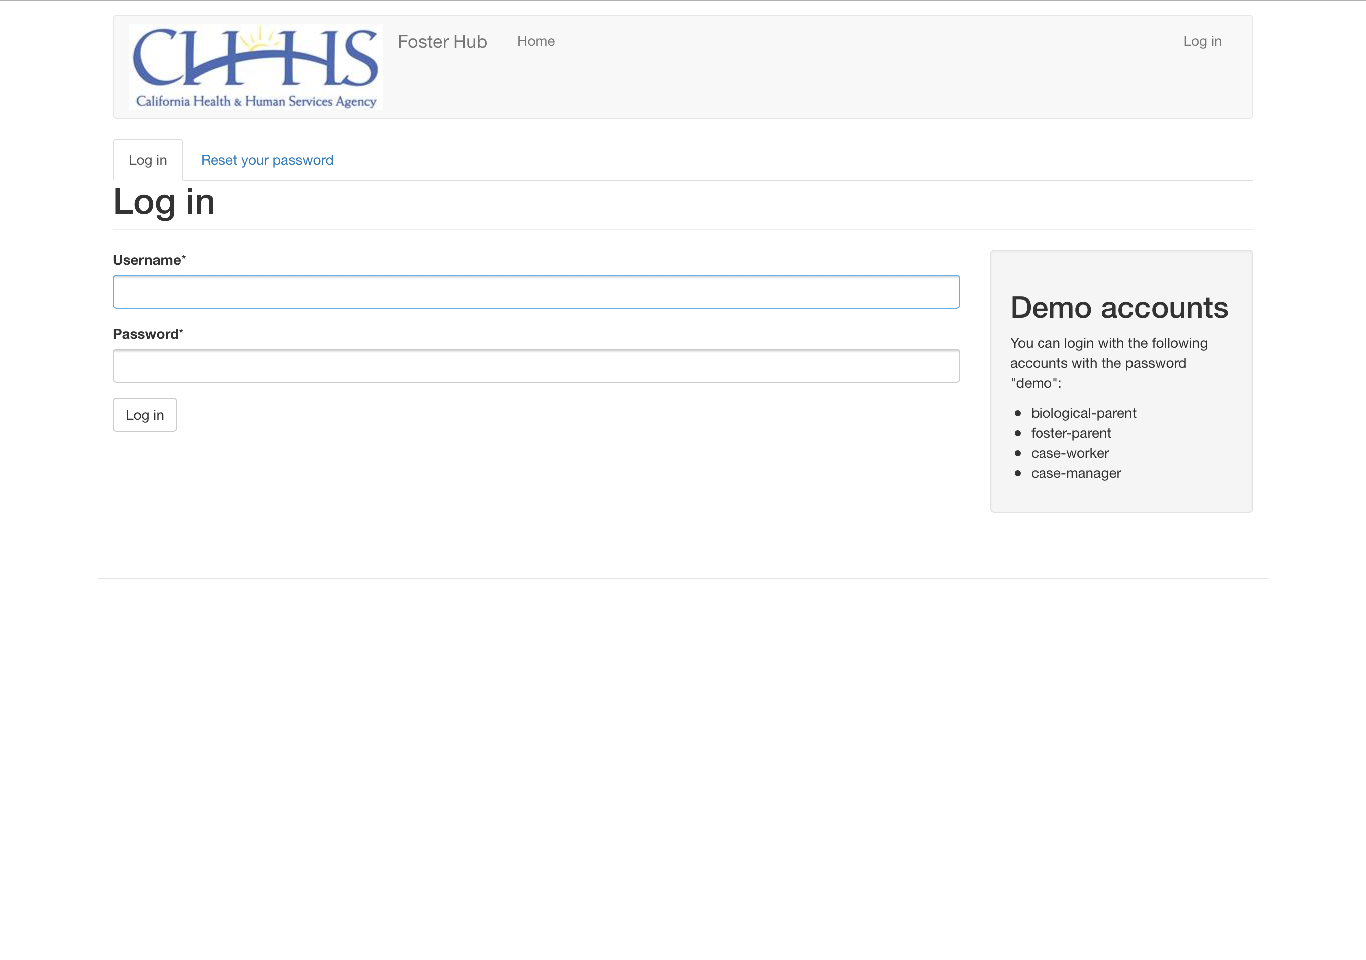 CHHS
California Health & Human Services Agency
Foster Hub
Home
Log in
Log in
Reset your password
Log in
Username*
Password*
Log in
Demo accounts
You can login with the following
accounts with the password
"demo":
biological-parent
foster-parent
case-worker
case-manager